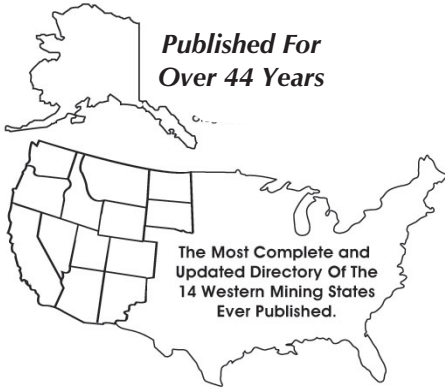 Published For
Over 44 Years
The Most Complete and
Updated Directory Of The
14 Western Mining States
Ever Published.